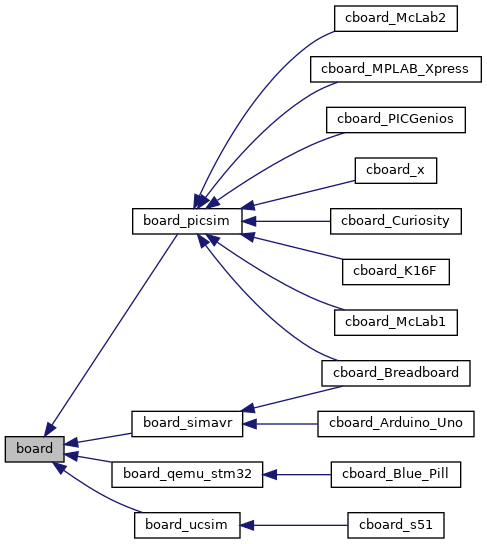 cboard_McLab2
cboard_MPLAB_Xpress
cboard_PICGenios
cboard_x
board_picsim
cboard_Curiosity
cboard_K16F
cboard_McLab1
cboard_Breadboard
board_simavr
cboard_Arduino_Uno
board
board_qemu_stm32
cboard_Blue_Pill
board_ucsim
cboard_s51